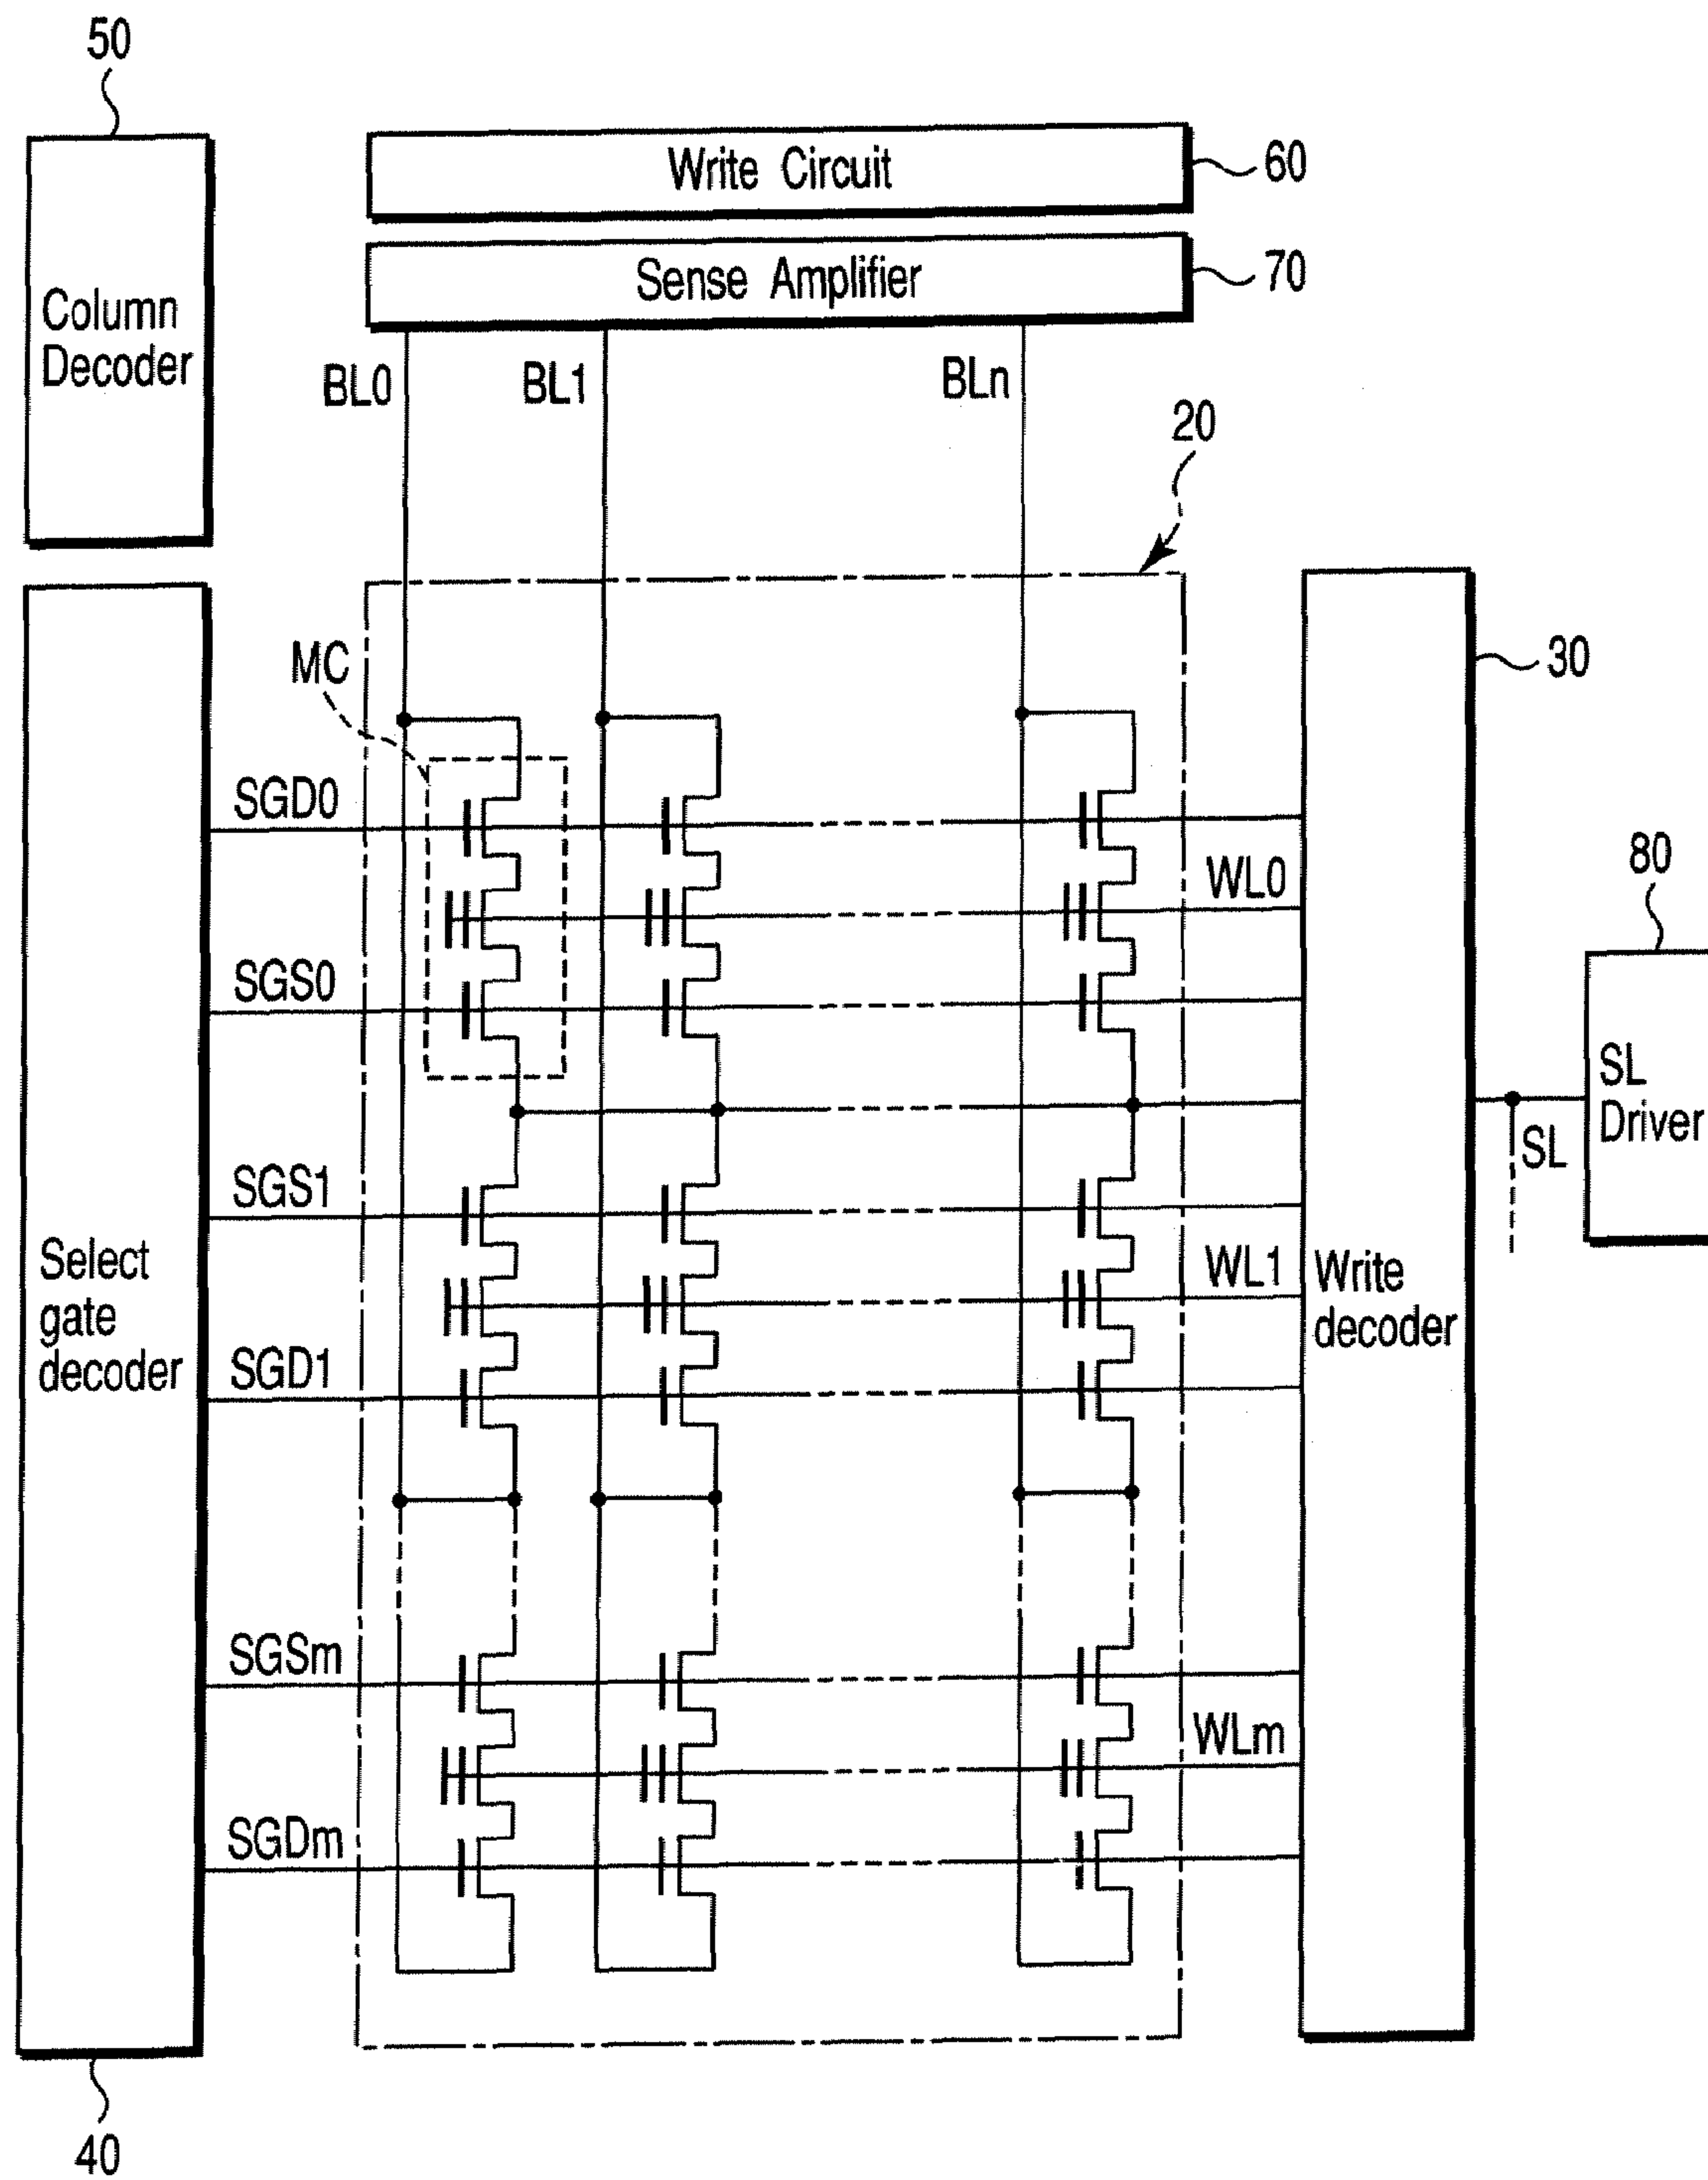 50
Write Circuit
60
Sense Amplifier
70
Column
Decoder
BL0
BL1
BLn
20
MC
30
SGD0
WL0
80
SGS0
SL
Driver
SL
SGS1
Select
gate
decoder
WL1
Write
decoder
SGD1
SGSm
WLm
SGDm
40